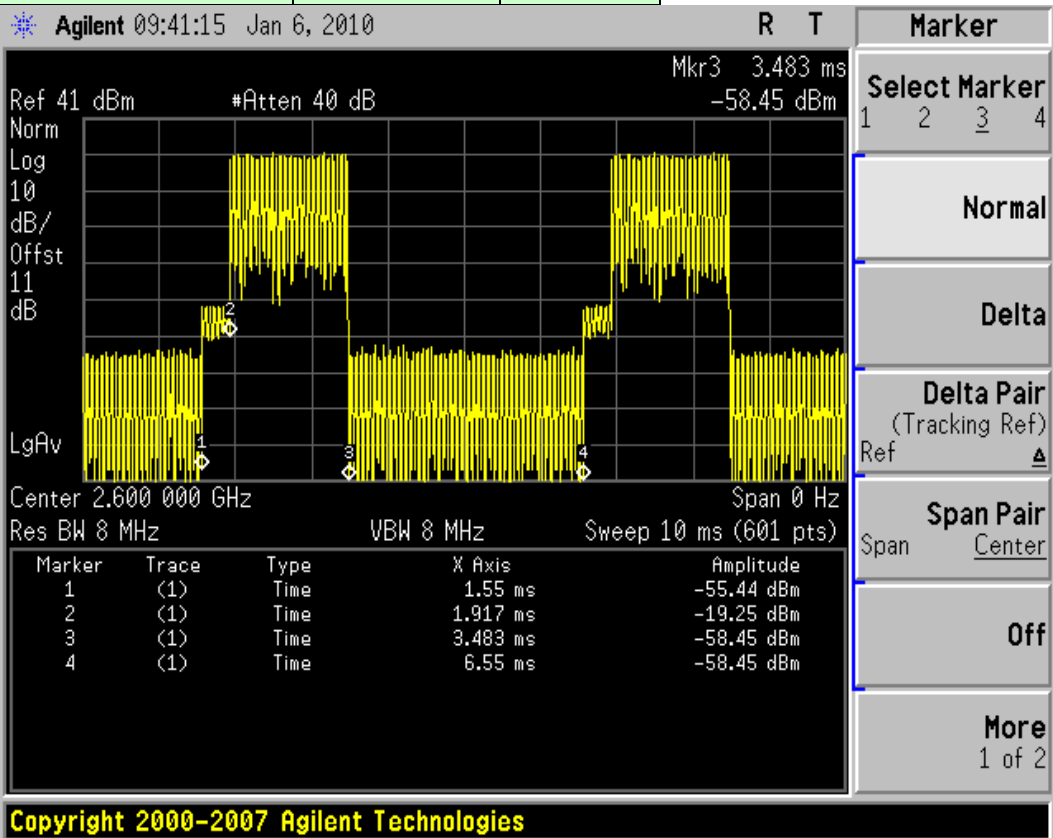 Agilent 09:41:15 Jan 6, 2010 R T
Mkr3 3.483 ms
Ref 41 dBm #Atten 40 dB -58.45 dBm
Norm
Log
10
dB/
Offst
11
dB
LgAv
1
2
3
4
Center 2.600 000 GHz Span 0 Hz
Res BW 8 MHz VBW 8 MHz Sweep 10 ms (601 pts)
Marker Trace Type X Axis Amplitude
1 (1) Time 1.55 ms -55.44 dBm
2 (1) Time 1.917 ms -19.25 dBm
3 (1) Time 3.483 ms -58.45 dBm
4 (1) Time 6.55 ms -58.45 dBm
Marker
Select Marker
1 2 3 4
Normal
Delta
Delta Pair
(Tracking Ref)
Ref Δ
Span Pair
Span Center
Off
More
1 of 2
Copyright 2000-2007 Agilent Technologies